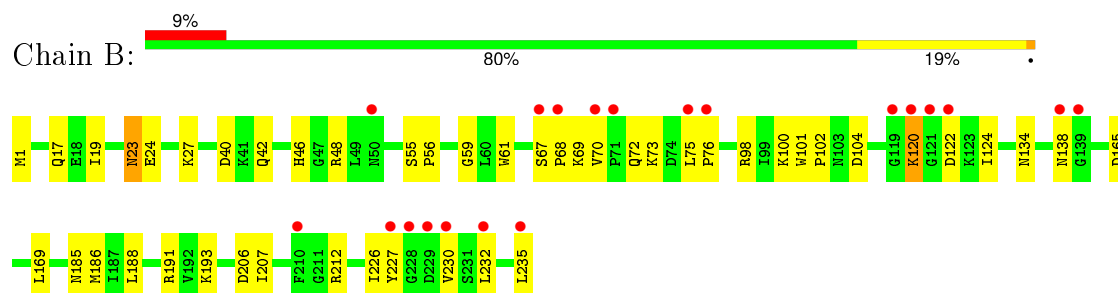 9%
Chain B:
80% 19% •
M1 Q17 E18 I19 N23 E24 K27 D40 K41 Q42 H46 G47 R48 L49 N50 S55 P56 G59 L60 W61 S67 P68 K69 V70 P71 Q72 K73 D74 L75 P76 R98 I99 K100 W101 P102 N103 D104 G119 K120 G121 D122 K123 I124 N134 N138 G139
L169 N185 M186 I187 L188 R191 V192 K193 D206 I207 F210 G211 R212 I226 Y227 G228 D229 V230 S231 L232 L235